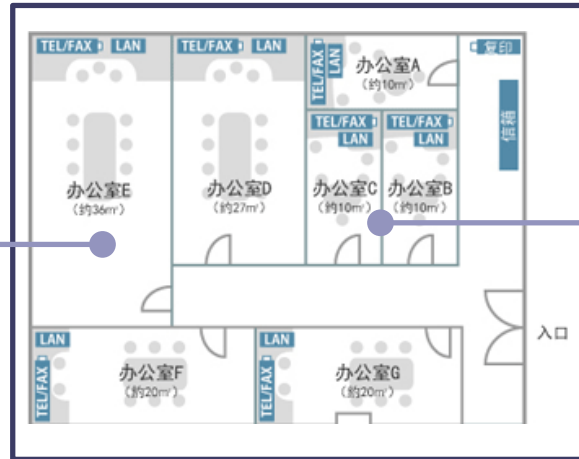 TEL/FAX LAN
TEL/FAX LAN
TEL/FAX
LAN
办公室A
(约10㎡)
复印
信箱
TEL/FAX
LAN
TEL/FAX
LAN
办公室E
(约36㎡)
办公室D
(约27㎡)
办公室C
(约10㎡)
办公室B
(约10㎡)
入口
LAN
TEL/FAX
办公室F
(约20㎡)
LAN
TEL/FAX
办公室G
(约20㎡)